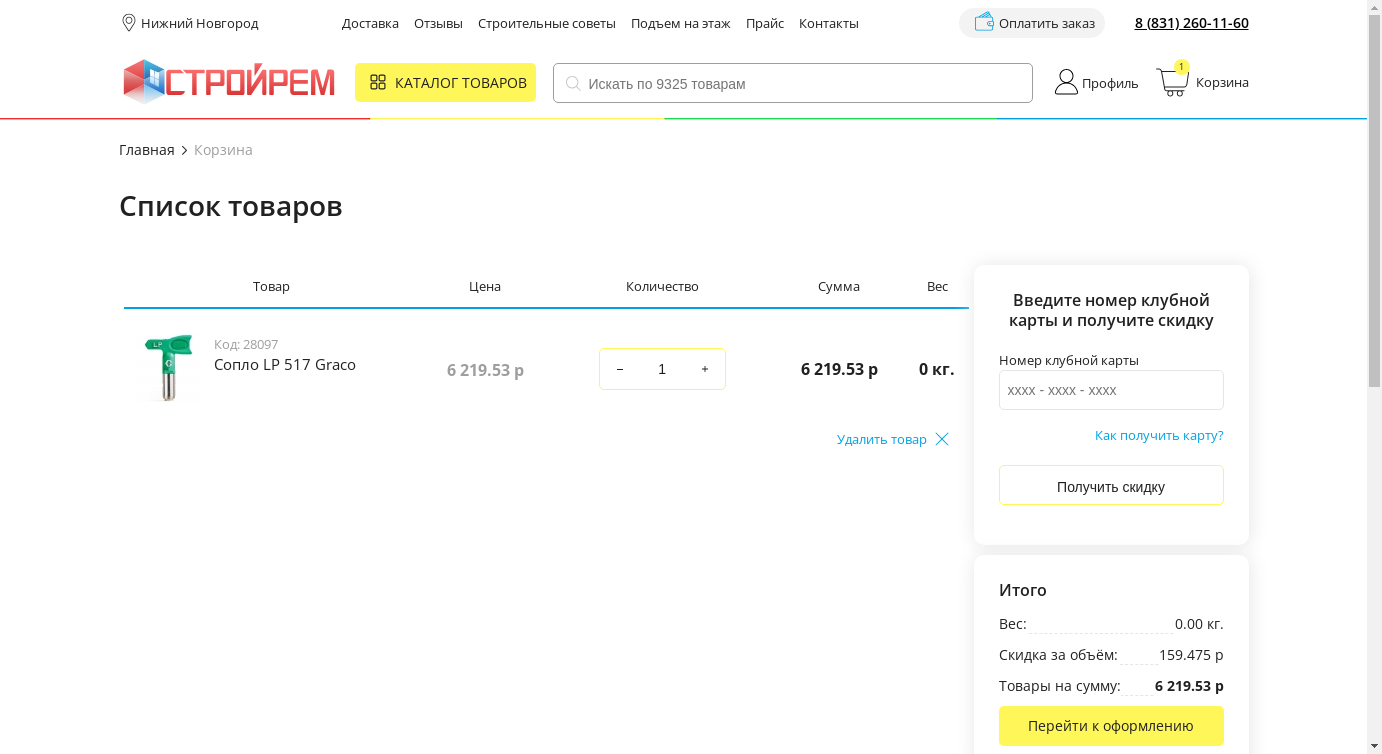 Нижний Новгород
Доставка Отзывы Строительные советы Подъем на этаж Прайс Контакты
Оплатить заказ
8 (831) 260-11-60
СТРОЙРЕМ
КАТАЛОГ ТОВАРОВ
Искать по 9325 товарам
Профиль
1
Корзина
Главная
Корзина
Список товаров
Товар Цена Количество Сумма Вес
LP
Код: 28097
Сопло LP 517 Graco
6 219.53 р
− 1 +
6 219.53 р
0 кг.
Удалить товар
Введите номер клубной
карты и получите скидку
Номер клубной карты
xxxx - xxxx - xxxx
Как получить карту?
Получить скидку
Итого
Вес: 0.00 кг.
Скидка за объём: 159.475 р
Товары на сумму: 6 219.53 р
Перейти к оформлению